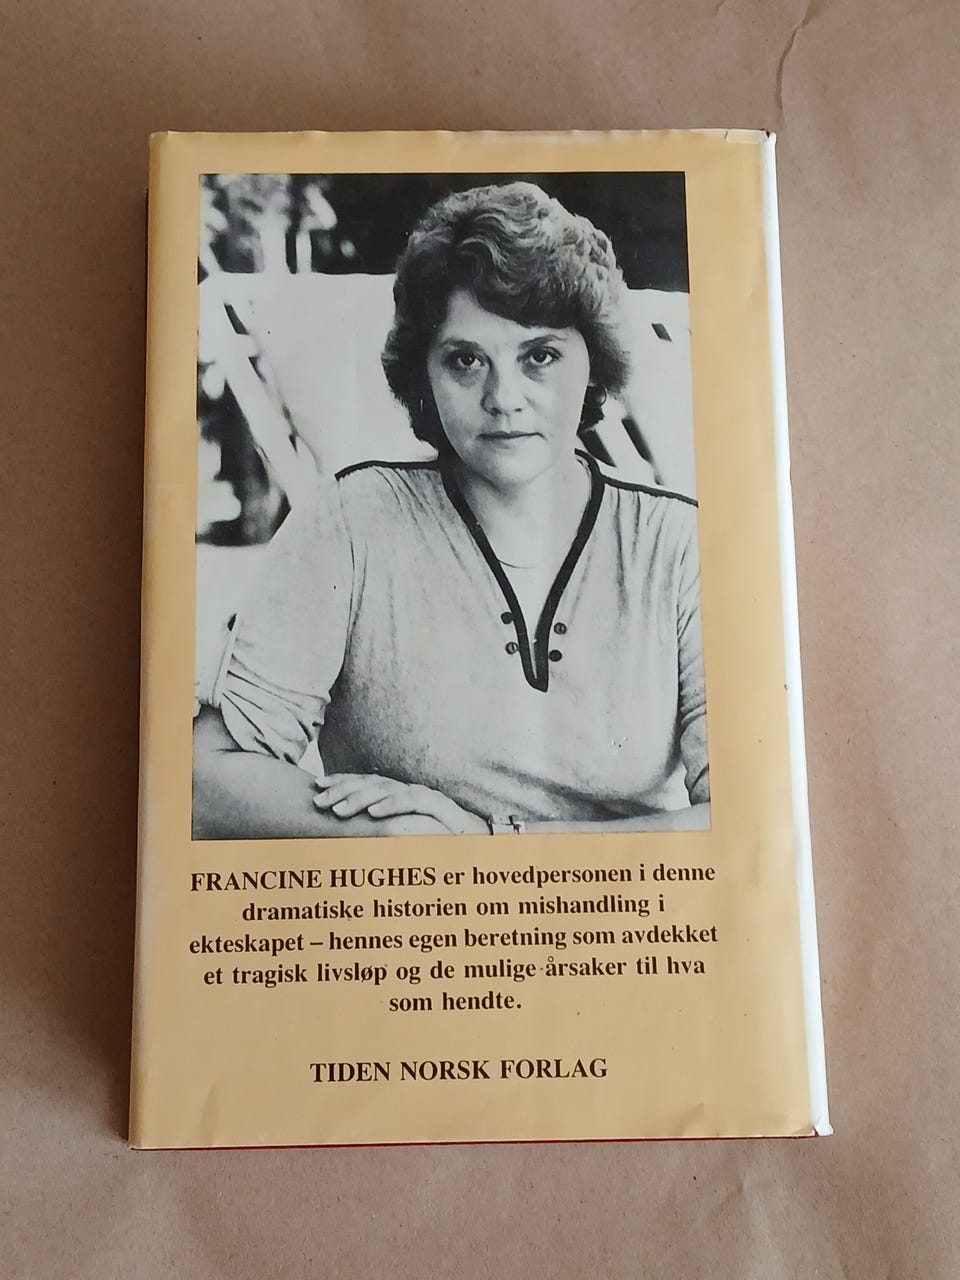 FRANCINE HUGHES er hovedpersonen i denne
dramatiske historien om mishandling i
ekteskapet – hennes egen beretning som avdekket
et tragisk livsløp og de mulige årsaker til hva
som hendte.
TIDEN NORSK FORLAG